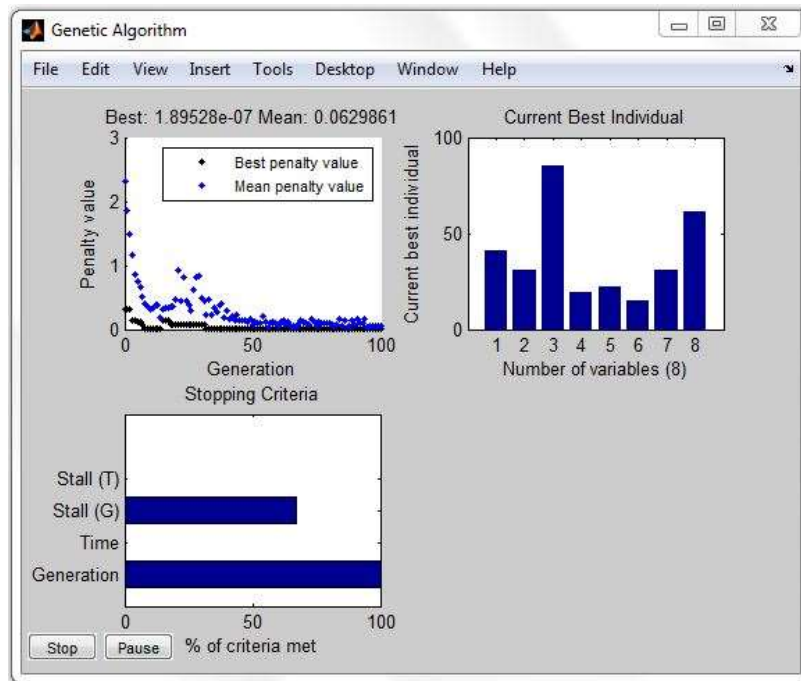 Genetic Algorithm
File Edit View Insert Tools Desktop Window Help
Best: 1.89528e-07 Mean: 0.0629861
3
2
1
0
Penalty value
Best penalty value
Mean penalty value
0 50 100
Generation
Current Best Individual
100
50
0
Current best individual
1 2 3 4 5 6 7 8
Number of variables (8)
Stopping Criteria
Stall (T)
Stall (G)
Time
Generation
0 50 100
% of criteria met
Stop Pause